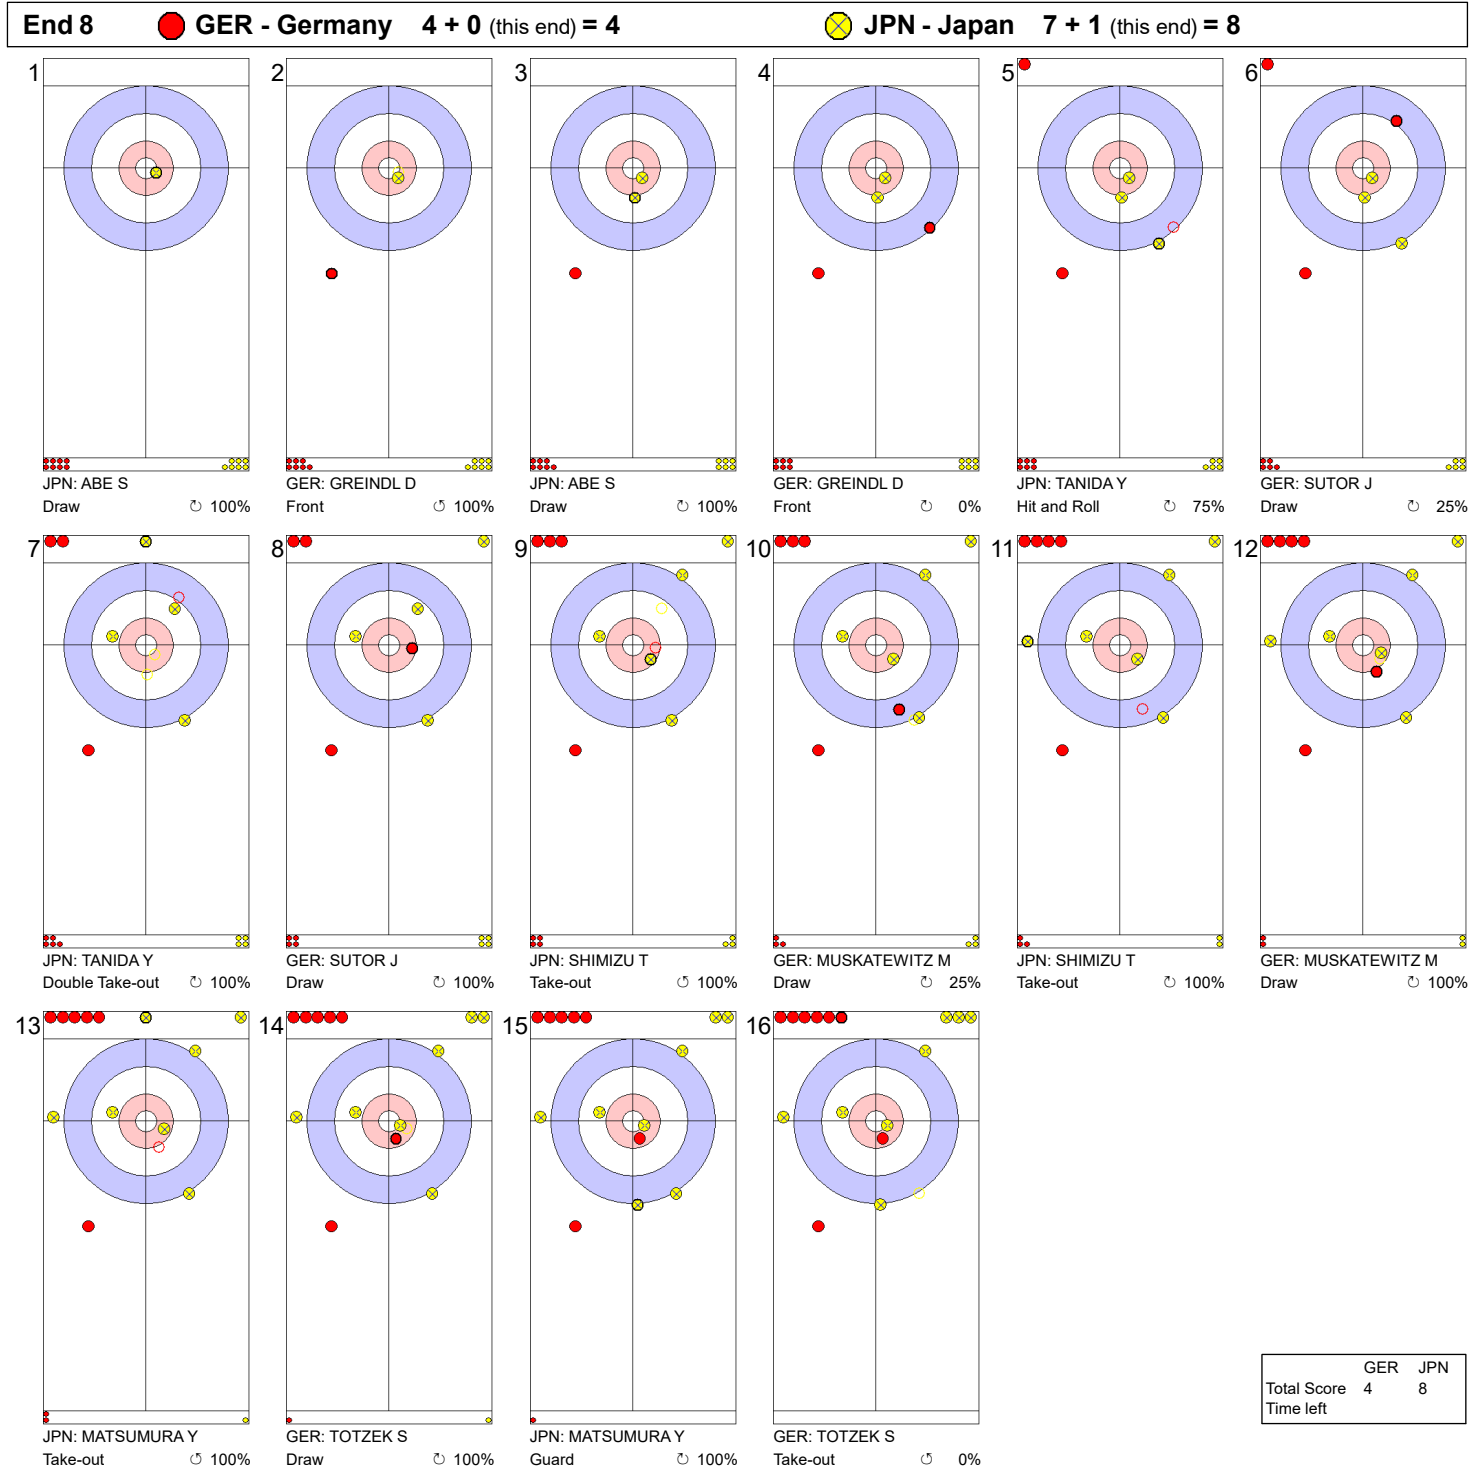 End 8 GER - Germany 4 + 0 (this end) = 4 JPN - Japan 7 + 1 (this end) = 8
1 2 3 4 5 6
JPN: ABE S GER: GREINDL D JPN: ABE S GER: GREINDL D JPN: TANIDA Y GER: SUTOR J
Draw ↻ 100% Front ↺ 100% Draw ↻ 100% Front ↻ 0% Hit and Roll ↻ 75% Draw ↺ 25%
7 8 9 10 11 12
JPN: TANIDA Y GER: SUTOR J JPN: SHIMIZU T GER: MUSKATEWITZ M JPN: SHIMIZU T GER: MUSKATEWITZ M
Double Take-out ↻ 100% Draw ↺ 100% Take-out ↺ 100% Draw ↻ 25% Take-out ↻ 100% Draw ↺ 100%
13 14 15 16
JPN: MATSUMURA Y GER: TOTZEK S JPN: MATSUMURA Y GER: TOTZEK S
Take-out ↺ 100% Draw ↻ 100% Guard ↻ 100% Take-out ↺ 0%
GER JPN
Total Score 4 8
Time left